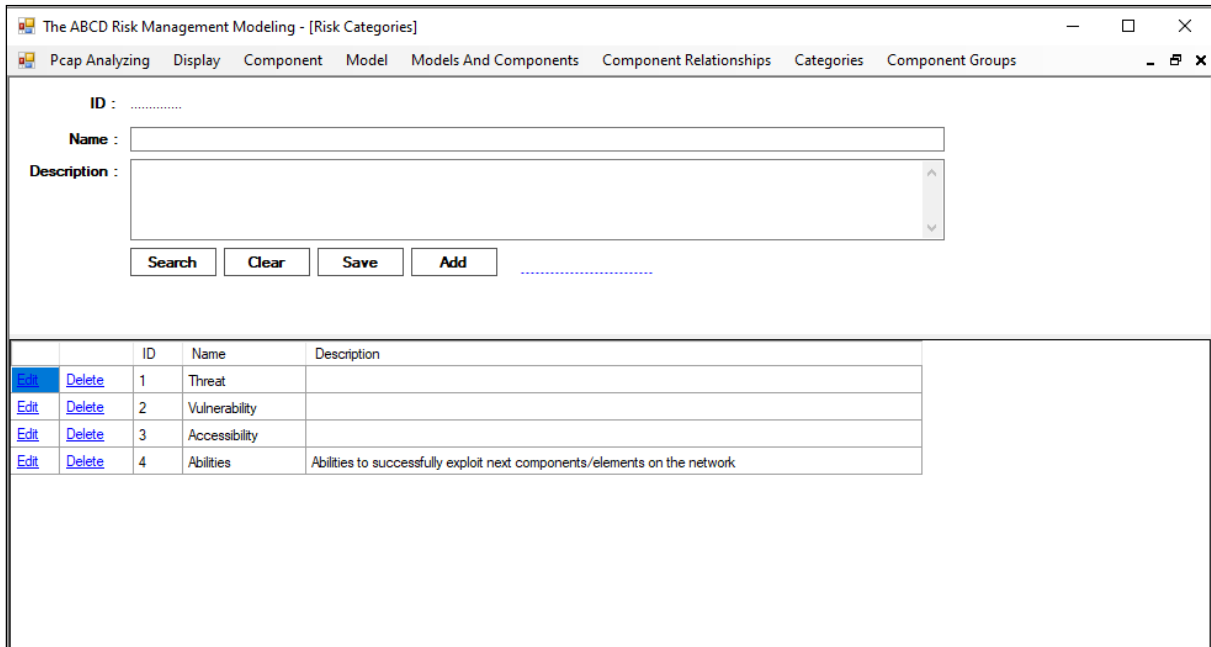 The ABCD Risk Management Modeling - [Risk Categories]
Pcap Analyzing Display Component Model Models And Components Component Relationships Categories Component Groups
ID : .............
Name :
Description :
Search Clear Save Add
ID Name Description
Edit Delete 1 Threat
Edit Delete 2 Vulnerability
Edit Delete 3 Accessibility
Edit Delete 4 Abilities Abilities to successfully exploit next components/elements on the network